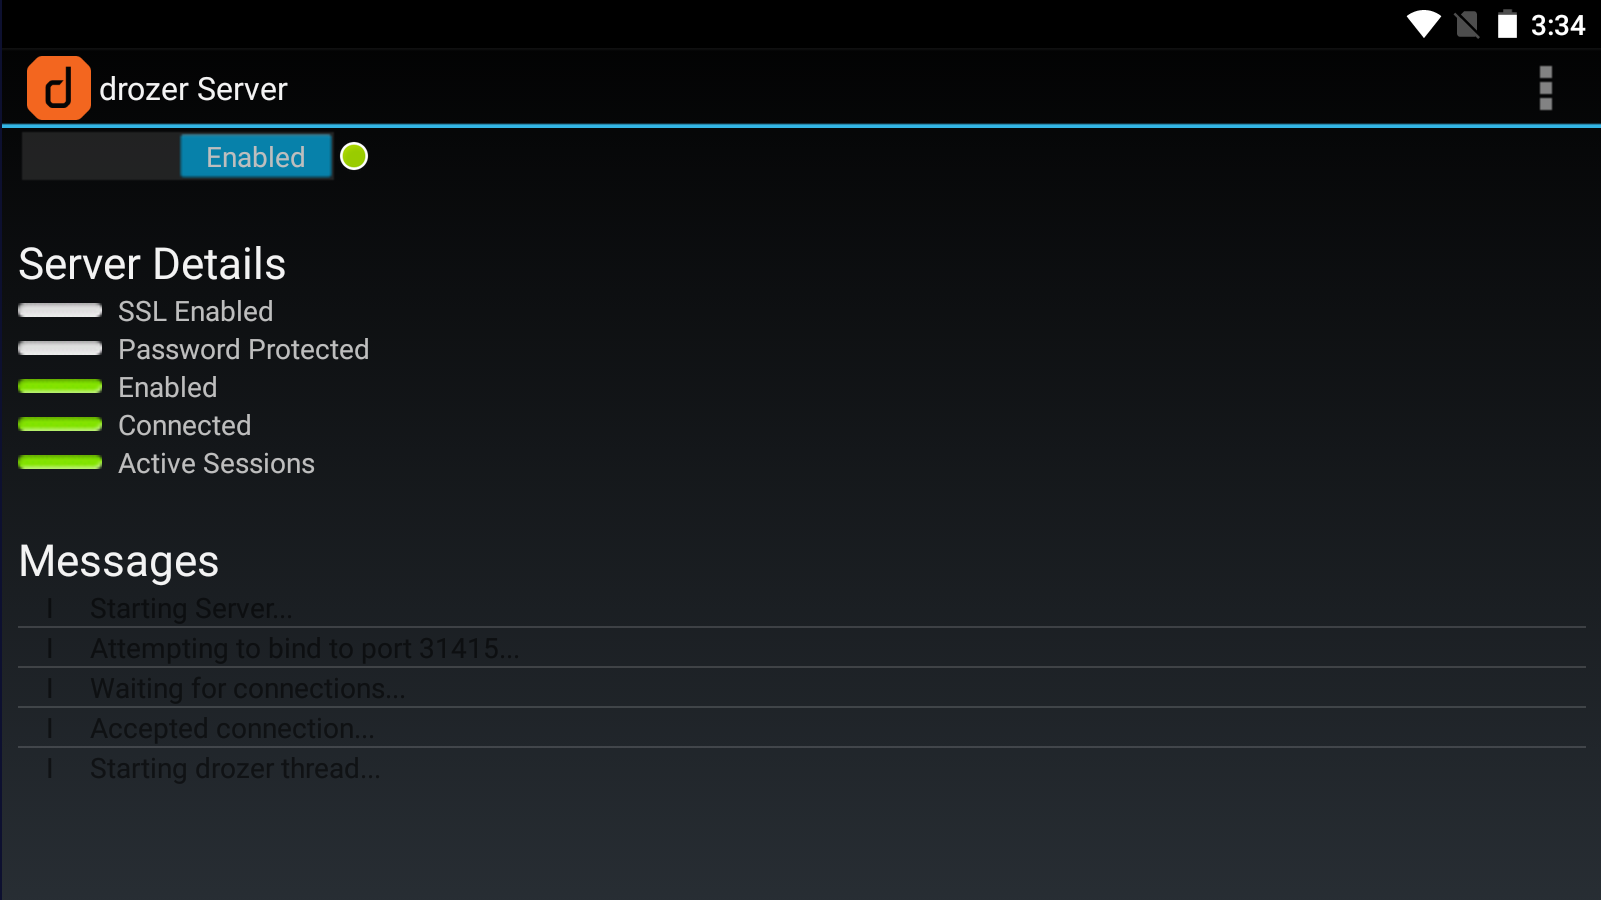 3:34
d drozer Server
Enabled
Server Details
SSL Enabled
Password Protected
Enabled
Connected
Active Sessions
Messages
I Starting Server...
I Attempting to bind to port 31415...
I Waiting for connections...
I Accepted connection...
I Starting drozer thread...